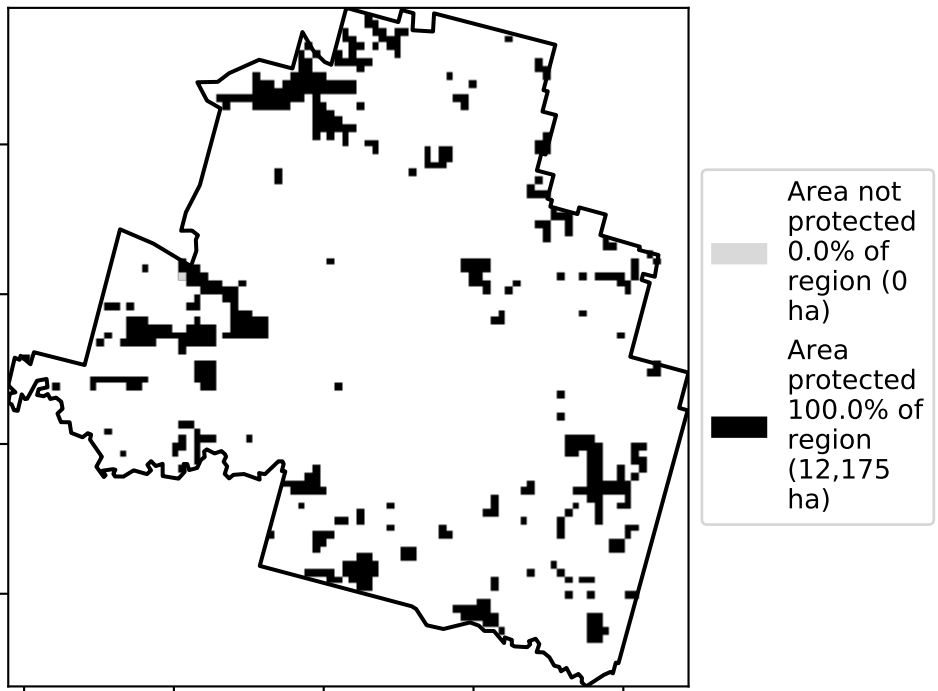 Area not
protected
0.0% of
region (0
ha)
Area
protected
100.0% of
region
(12,175
ha)